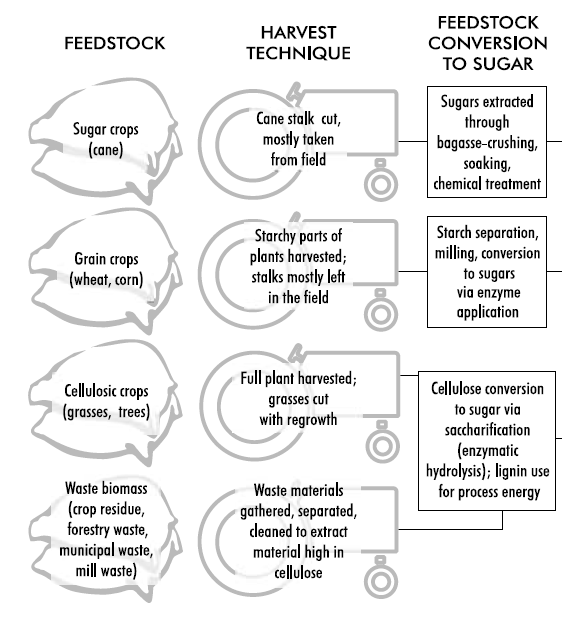 FEEDSTOCK
HARVEST
TECHNIQUE
FEEDSTOCK
CONVERSION
TO SUGAR
Sugar crops
(cane)
Cane stalk cut,
mostly taken
from field
Sugars extracted
through
bagasse-crushing,
soaking,
chemical treatment
Grain crops
(wheat, corn)
Starchy parts of
plants harvested;
stalks mostly left
in the field
Starch separation,
milling, conversion
to sugars
via enzyme
application
Cellulosic crops
(grasses, trees)
Full plant harvested;
grasses cut
with regrowth
Cellulose conversion
to sugar via
saccharification
(enzymatic
hydrolysis); lignin use
for process energy
Waste biomass
(crop residue,
forestry waste,
municipal waste,
mill waste)
Waste materials
gathered, separated,
cleaned to extract
material high in
cellulose